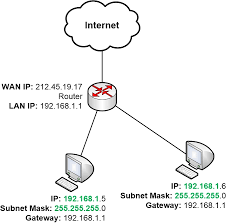 Internet
WAN IP: 212.45.19.17
Router
LAN IP: 192.168.1.1
IP: 192.168.1.5
Subnet Mask: 255.255.255.0
Gateway: 192.168.1.1
IP: 192.168.1.6
Subnet Mask: 255.255.255.0
Gateway: 192.168.1.1